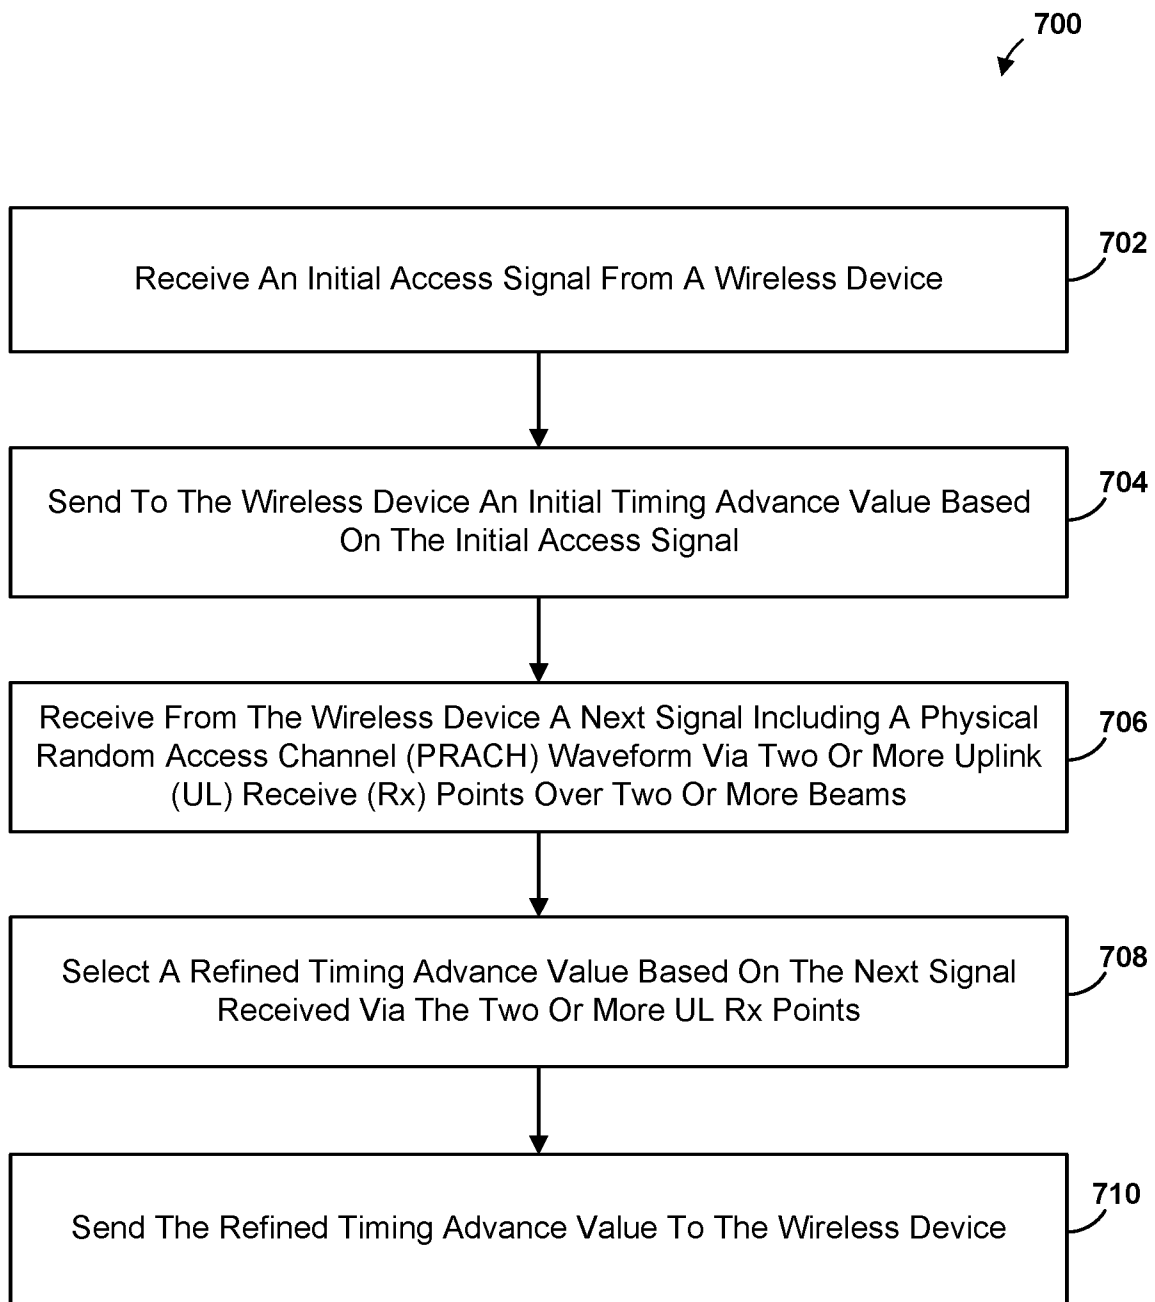 700
702
Receive An Initial Access Signal From A Wireless Device
704
Send To The Wireless Device An Initial Timing Advance Value Based
On The Initial Access Signal
706
Receive From The Wireless Device A Next Signal Including A Physical
Random Access Channel (PRACH) Waveform Via Two Or More Uplink
(UL) Receive (Rx) Points Over Two Or More Beams
708
Select A Refined Timing Advance Value Based On The Next Signal
Received Via The Two Or More UL Rx Points
710
Send The Refined Timing Advance Value To The Wireless Device